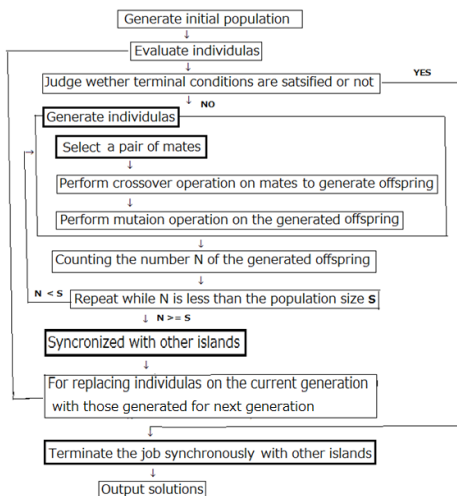 Generate initial population
Evaluate individulas
Judge wether terminal conditions are satsified or not
YES
NO
Generate individulas
Select a pair of mates
Perform crossover operation on mates to generate offspring
Perform mutaion operation on the generated offspring
Counting the number N of the generated offspring
N < S
Repeat while N is less than the population size S
N >= S
Syncronized with other islands
For replacing individulas on the current generation
with those generated for next generation
Terminate the job synchronously with other islands
Output solutions